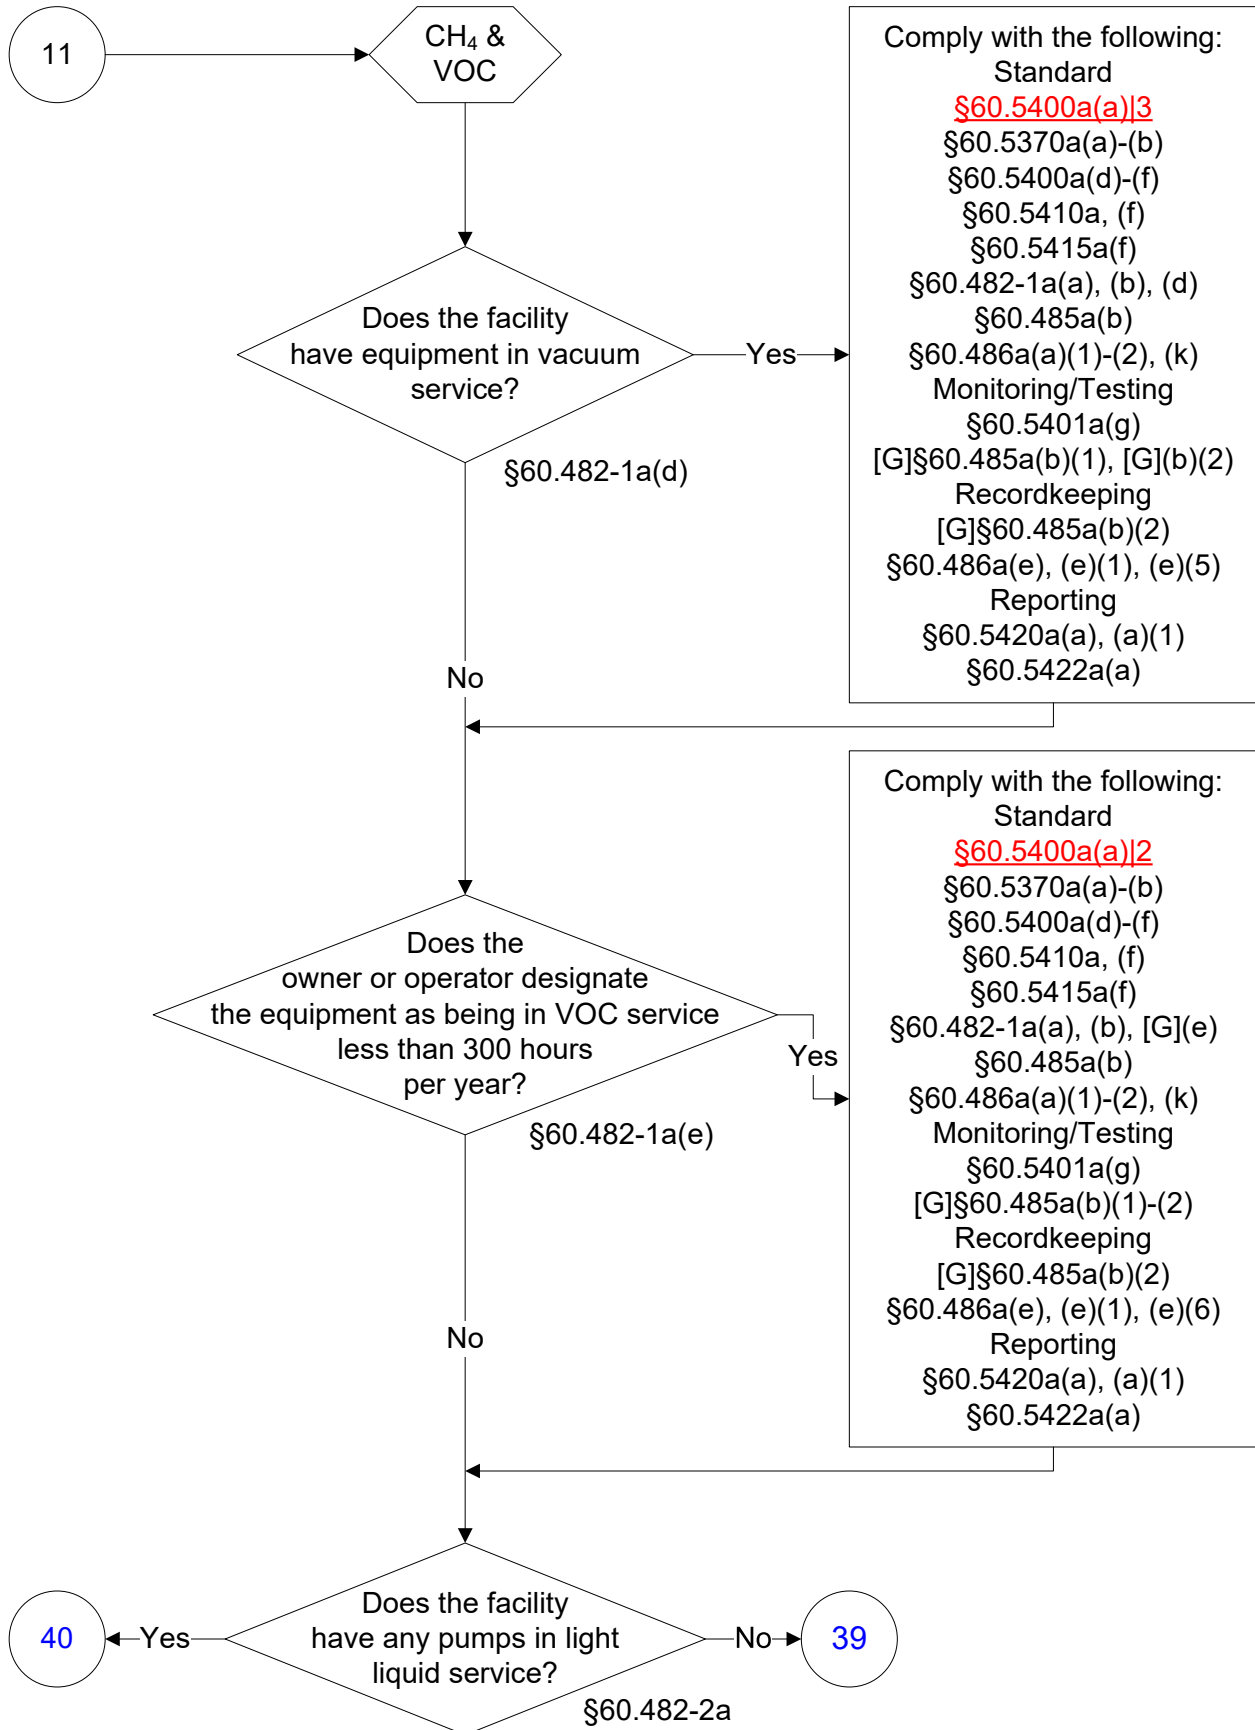 11
CH₄ &
VOC
Does the facility
have equipment in vacuum
service?
§60.482-1a(d)
Yes
No
Comply with the following:
Standard
§60.5400a(a)|3
§60.5370a(a)-(b)
§60.5400a(d)-(f)
§60.5410a, (f)
§60.5415a(f)
§60.482-1a(a), (b), (d)
§60.485a(b)
§60.486a(a)(1)-(2), (k)
Monitoring/Testing
§60.5401a(g)
[G]§60.485a(b)(1), [G](b)(2)
Recordkeeping
[G]§60.485a(b)(2)
§60.486a(e), (e)(1), (e)(5)
Reporting
§60.5420a(a), (a)(1)
§60.5422a(a)
Does the
owner or operator designate
the equipment as being in VOC service
less than 300 hours
per year?
§60.482-1a(e)
Yes
No
Comply with the following:
Standard
§60.5400a(a)|2
§60.5370a(a)-(b)
§60.5400a(d)-(f)
§60.5410a, (f)
§60.5415a(f)
§60.482-1a(a), (b), [G](e)
§60.485a(b)
§60.486a(a)(1)-(2), (k)
Monitoring/Testing
§60.5401a(g)
[G]§60.485a(b)(1)-(2)
Recordkeeping
[G]§60.485a(b)(2)
§60.486a(e), (e)(1), (e)(6)
Reporting
§60.5420a(a), (a)(1)
§60.5422a(a)
Does the facility
have any pumps in light
liquid service?
§60.482-2a
Yes
40
No
39